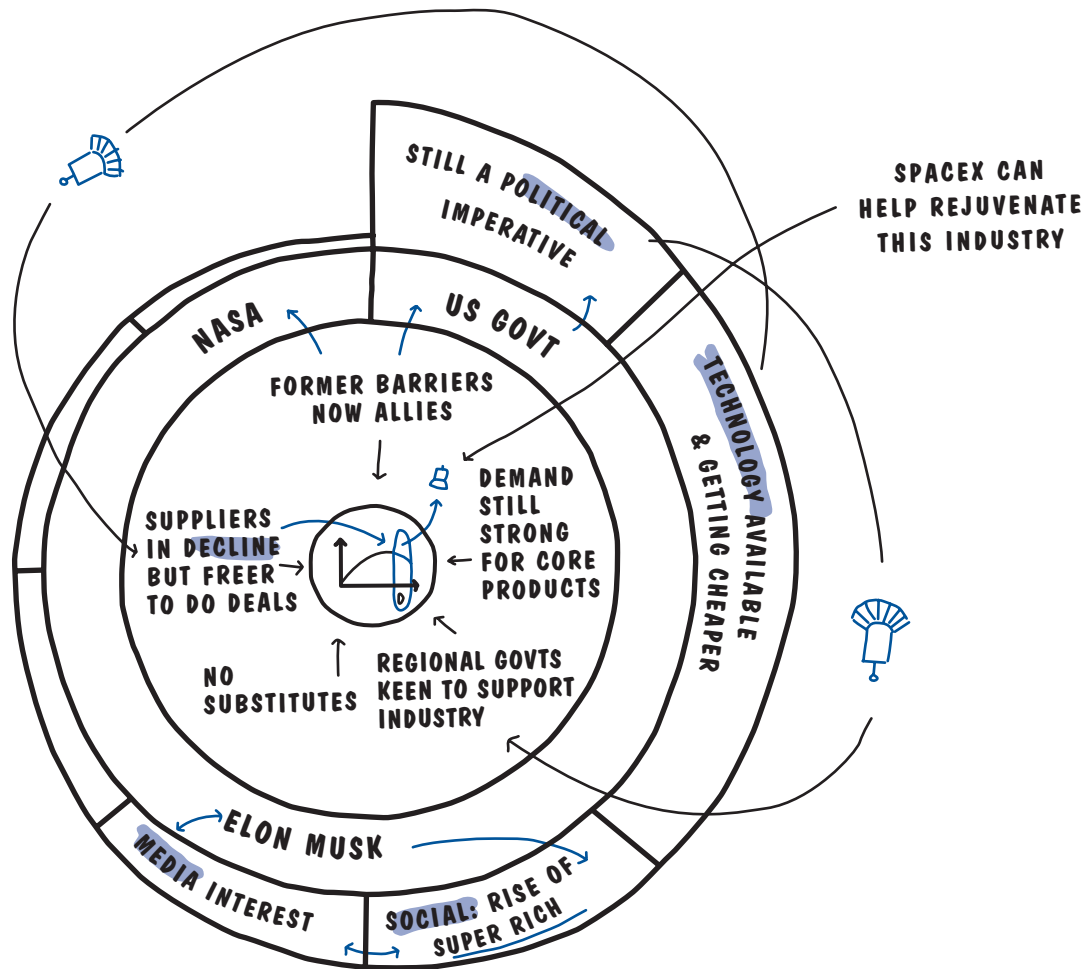 STILL A POLITICAL
IMPERATIVE
SPACEX CAN
HELP REJUVENATE
THIS INDUSTRY
NASA
US GOVT
FORMER BARRIERS
NOW ALLIES
TECHNOLOGY AVAILABLE
& GETTING CHEAPER
SUPPLIERS
IN DECLINE
BUT FREER
TO DO DEALS
DEMAND
STILL
STRONG
FOR CORE
PRODUCTS
D
NO
SUBSTITUTES
REGIONAL GOVTS
KEEN TO SUPPORT
INDUSTRY
ELON MUSK
MEDIA INTEREST
SOCIAL: RISE OF
SUPER RICH